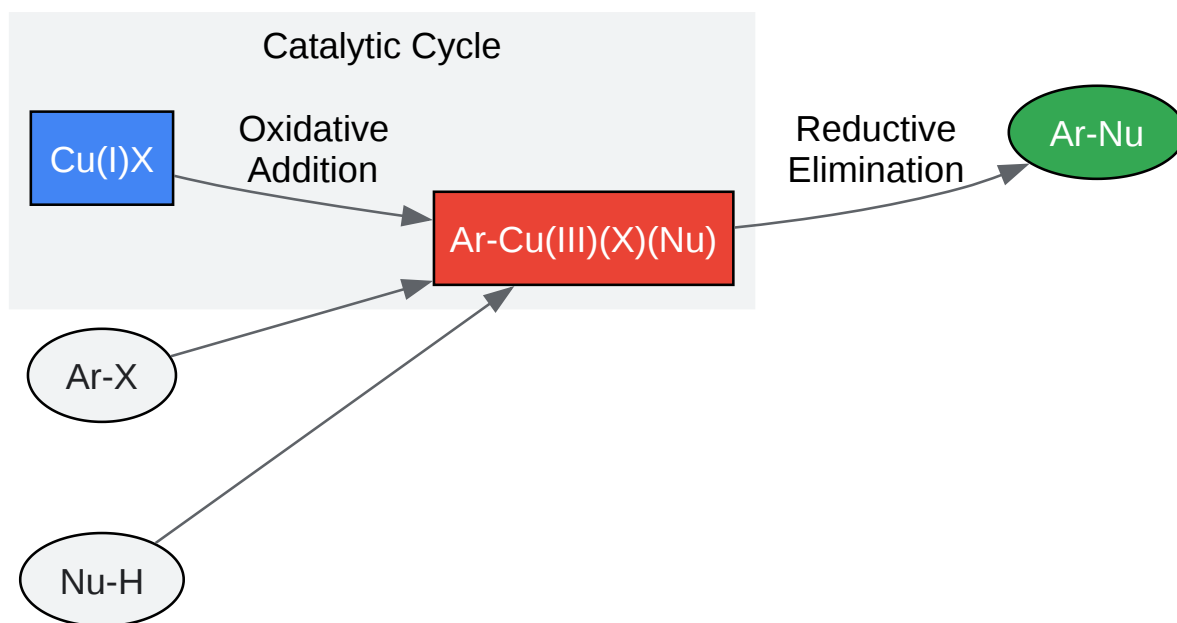 Catalytic Cycle
Cu(I)X
Oxidative
Addition
Ar-Cu(III)(X)(Nu)
Reductive
Elimination
Ar-Nu
Ar-X
Nu-H